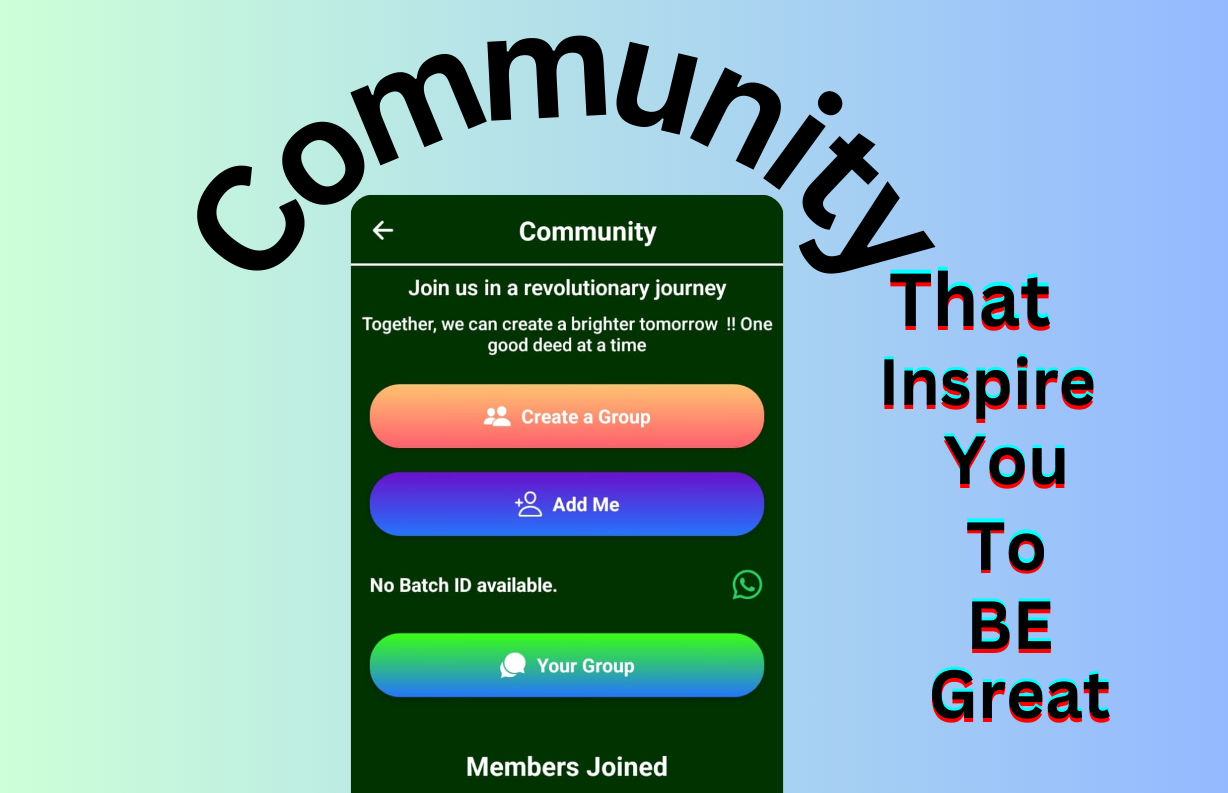 Community
Community
Join us in a revolutionary journey
Together, we can create a brighter tomorrow !! One
good deed at a time
Create a Group
Add Me
No Batch ID available.
Your Group
Members Joined
That
Inspire
You
To
BE
Great